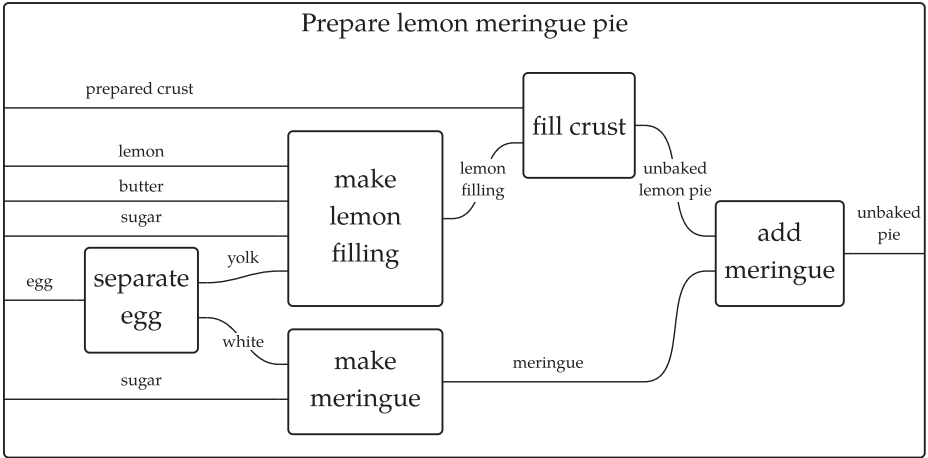 Prepare lemon meringue pie
prepared crust
fill crust
lemon
butter
sugar
make
lemon
filling
lemon
filling
unbaked
lemon pie
unbaked
pie
add
meringue
egg
separate
egg
yolk
white
make
meringue
meringue
sugar